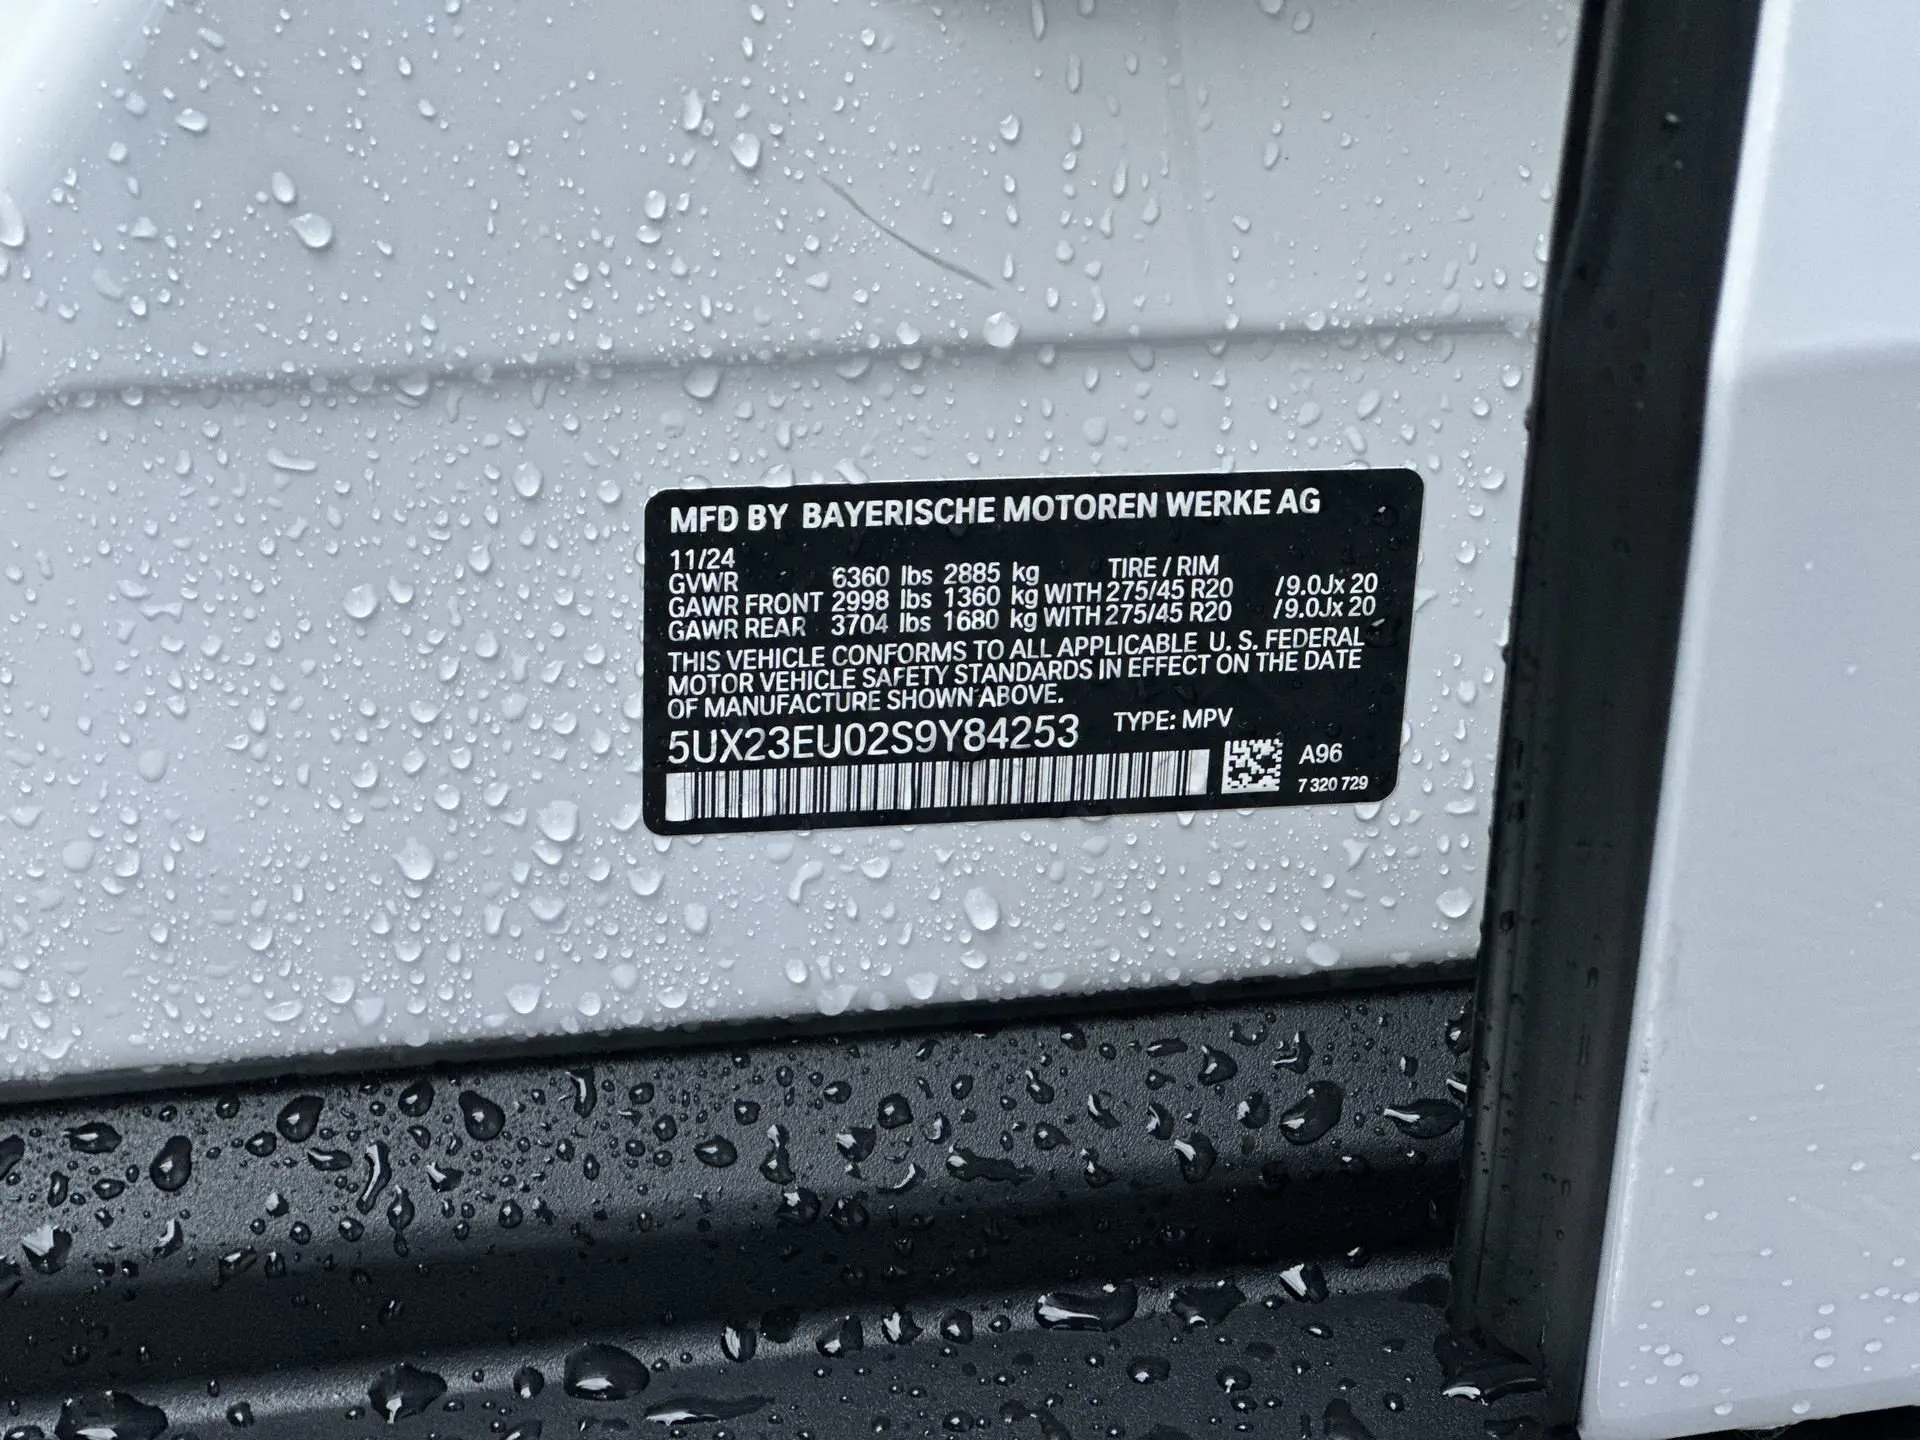 MFD BY BAYERISCHE MOTOREN WERKE AG
11/24 TIRE / RIM
GVWR 6360 lbs 2885 kg
GAWR FRONT 2998 lbs 1360 kg WITH 275/45 R20 /9.0Jx 20
GAWR REAR 3704 lbs 1680 kg WITH 275/45 R20 /9.0Jx 20
THIS VEHICLE CONFORMS TO ALL APPLICABLE U. S. FEDERAL
MOTOR VEHICLE SAFETY STANDARDS IN EFFECT ON THE DATE
OF MANUFACTURE SHOWN ABOVE.
5UX23EU02S9Y84253 TYPE: MPV
A96
7 320 729